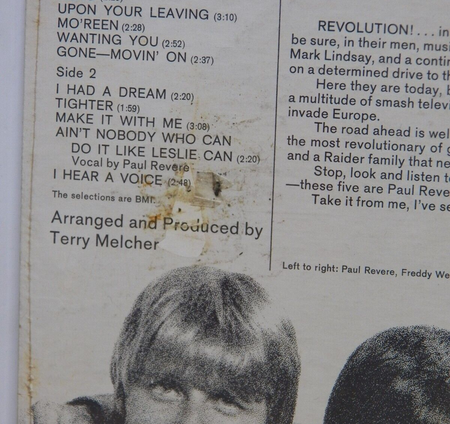 UPON YOUR LEAVING (3:10)
MO'REEN (2:28)
WANTING YOU (2:52)
GONE—MOVIN' ON (2:37)
Side 2
I HAD A DREAM (2:20)
TIGHTER (1:59)
MAKE IT WITH ME (3:08)
AIN'T NOBODY WHO CAN
DO IT LIKE LESLIE CAN (2:20)
Vocal by Paul Revere
I HEAR A VOICE (2:48)
The selections are BMI.
Arranged and Produced by
Terry Melcher
REVOLUTION! . . . in
be sure, in their men, musi
Mark Lindsay, and a contin
on a determined drive to th
Here they are today, b
a multitude of smash televi
invade Europe.
The road ahead is wel
the most revolutionary of g
and a Raider family that ne
Stop, look and listen t
—these five are Paul Reve
Take it from me, I've se
Left to right: Paul Revere, Freddy We